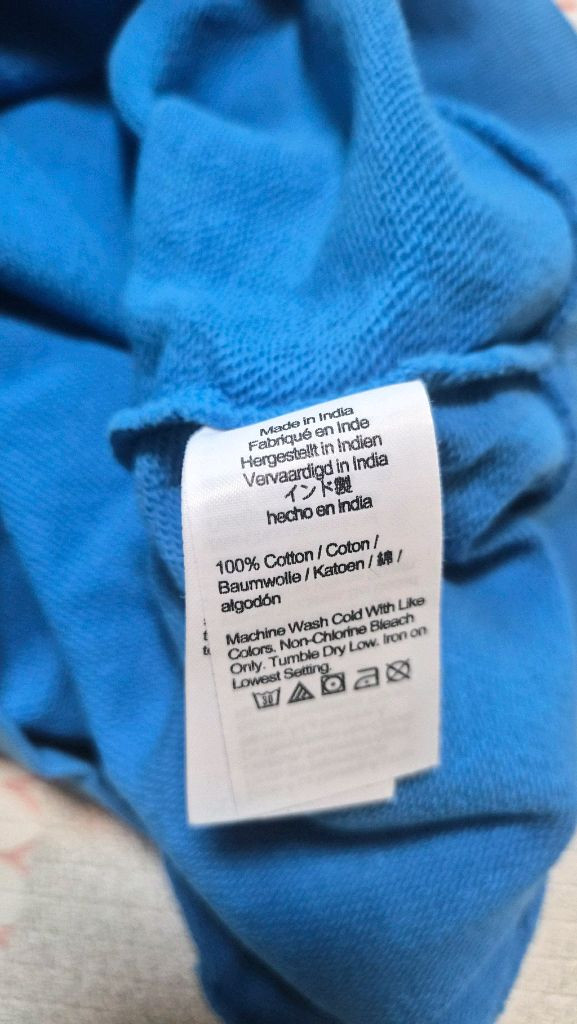 Made in India
Fabriqué en Inde
Hergestellt in Indien
Vervaardigd in India
インド製
hecho en India
100% Cotton / Coton /
Baumwolle / Katoen / 綿 /
algodón
Machine Wash Cold With Like
Colors. Non-Chlorine Bleach
Only. Tumble Dry Low. Iron on
Lowest Setting.
30